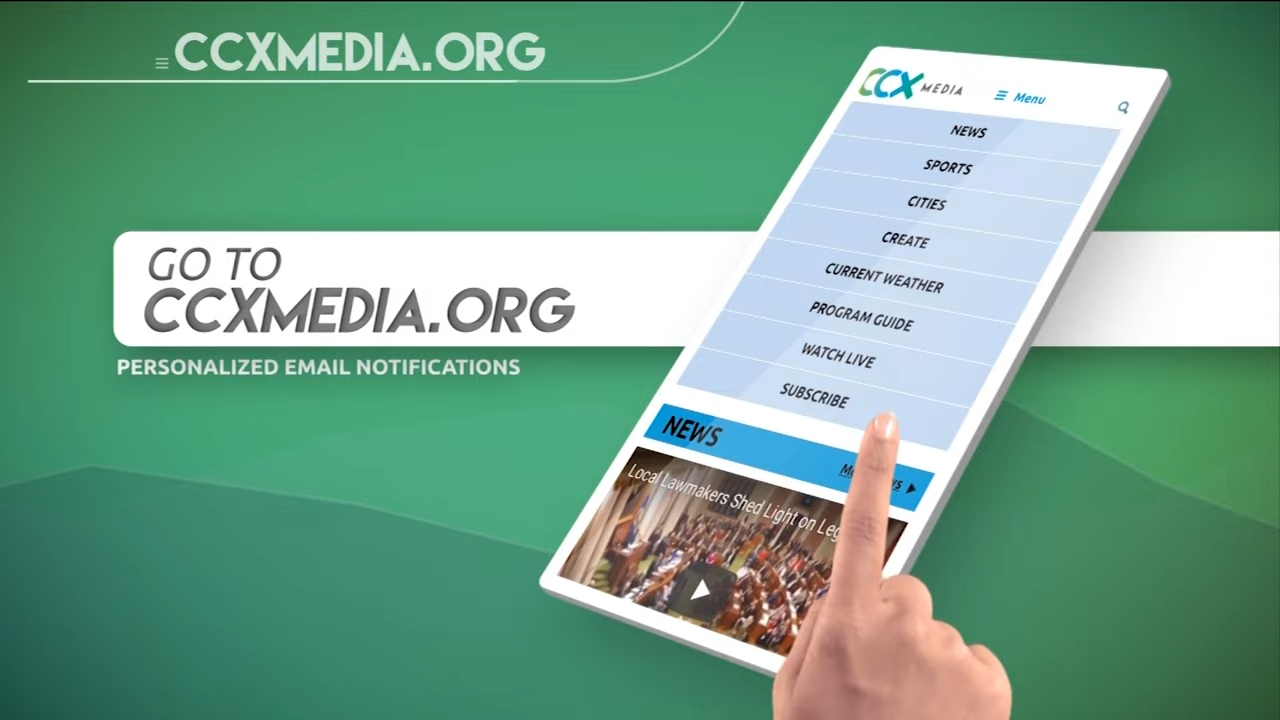 CCXMEDIA.ORG
GO TO
CCXMEDIA.ORG
PERSONALIZED EMAIL NOTIFICATIONS
CCX MEDIA
Menu
NEWS
SPORTS
CITIES
CREATE
CURRENT WEATHER
PROGRAM GUIDE
WATCH LIVE
SUBSCRIBE
NEWS
Local Lawmakers Shed Light on